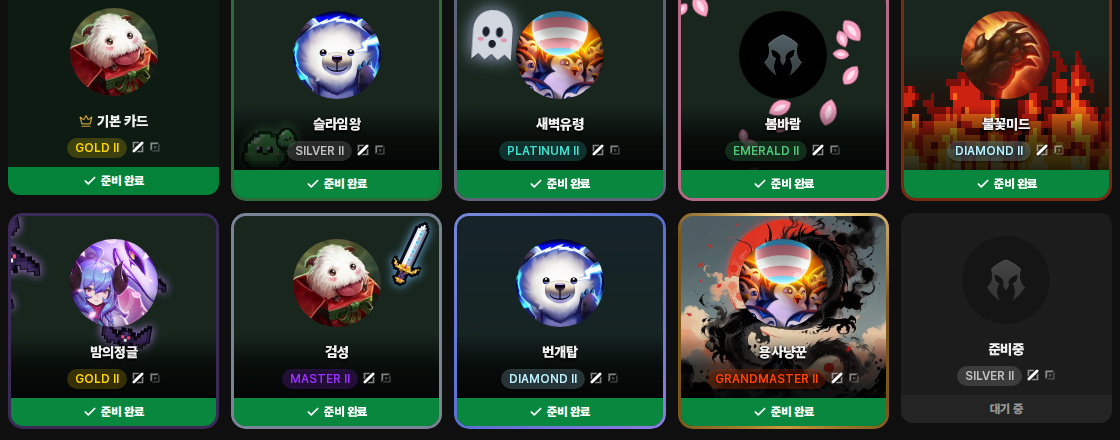 기본 카드
GOLD II
준비 완료
슬라임왕
SILVER II
준비 완료
새벽유령
PLATINUM II
준비 완료
봄바람
EMERALD II
준비 완료
불꽃미드
DIAMOND II
준비 완료
밤의정글
GOLD II
준비 완료
검성
MASTER II
준비 완료
번개탑
DIAMOND II
준비 완료
용사냥꾼
GRANDMASTER II
준비 완료
준비중
SILVER II
대기 중